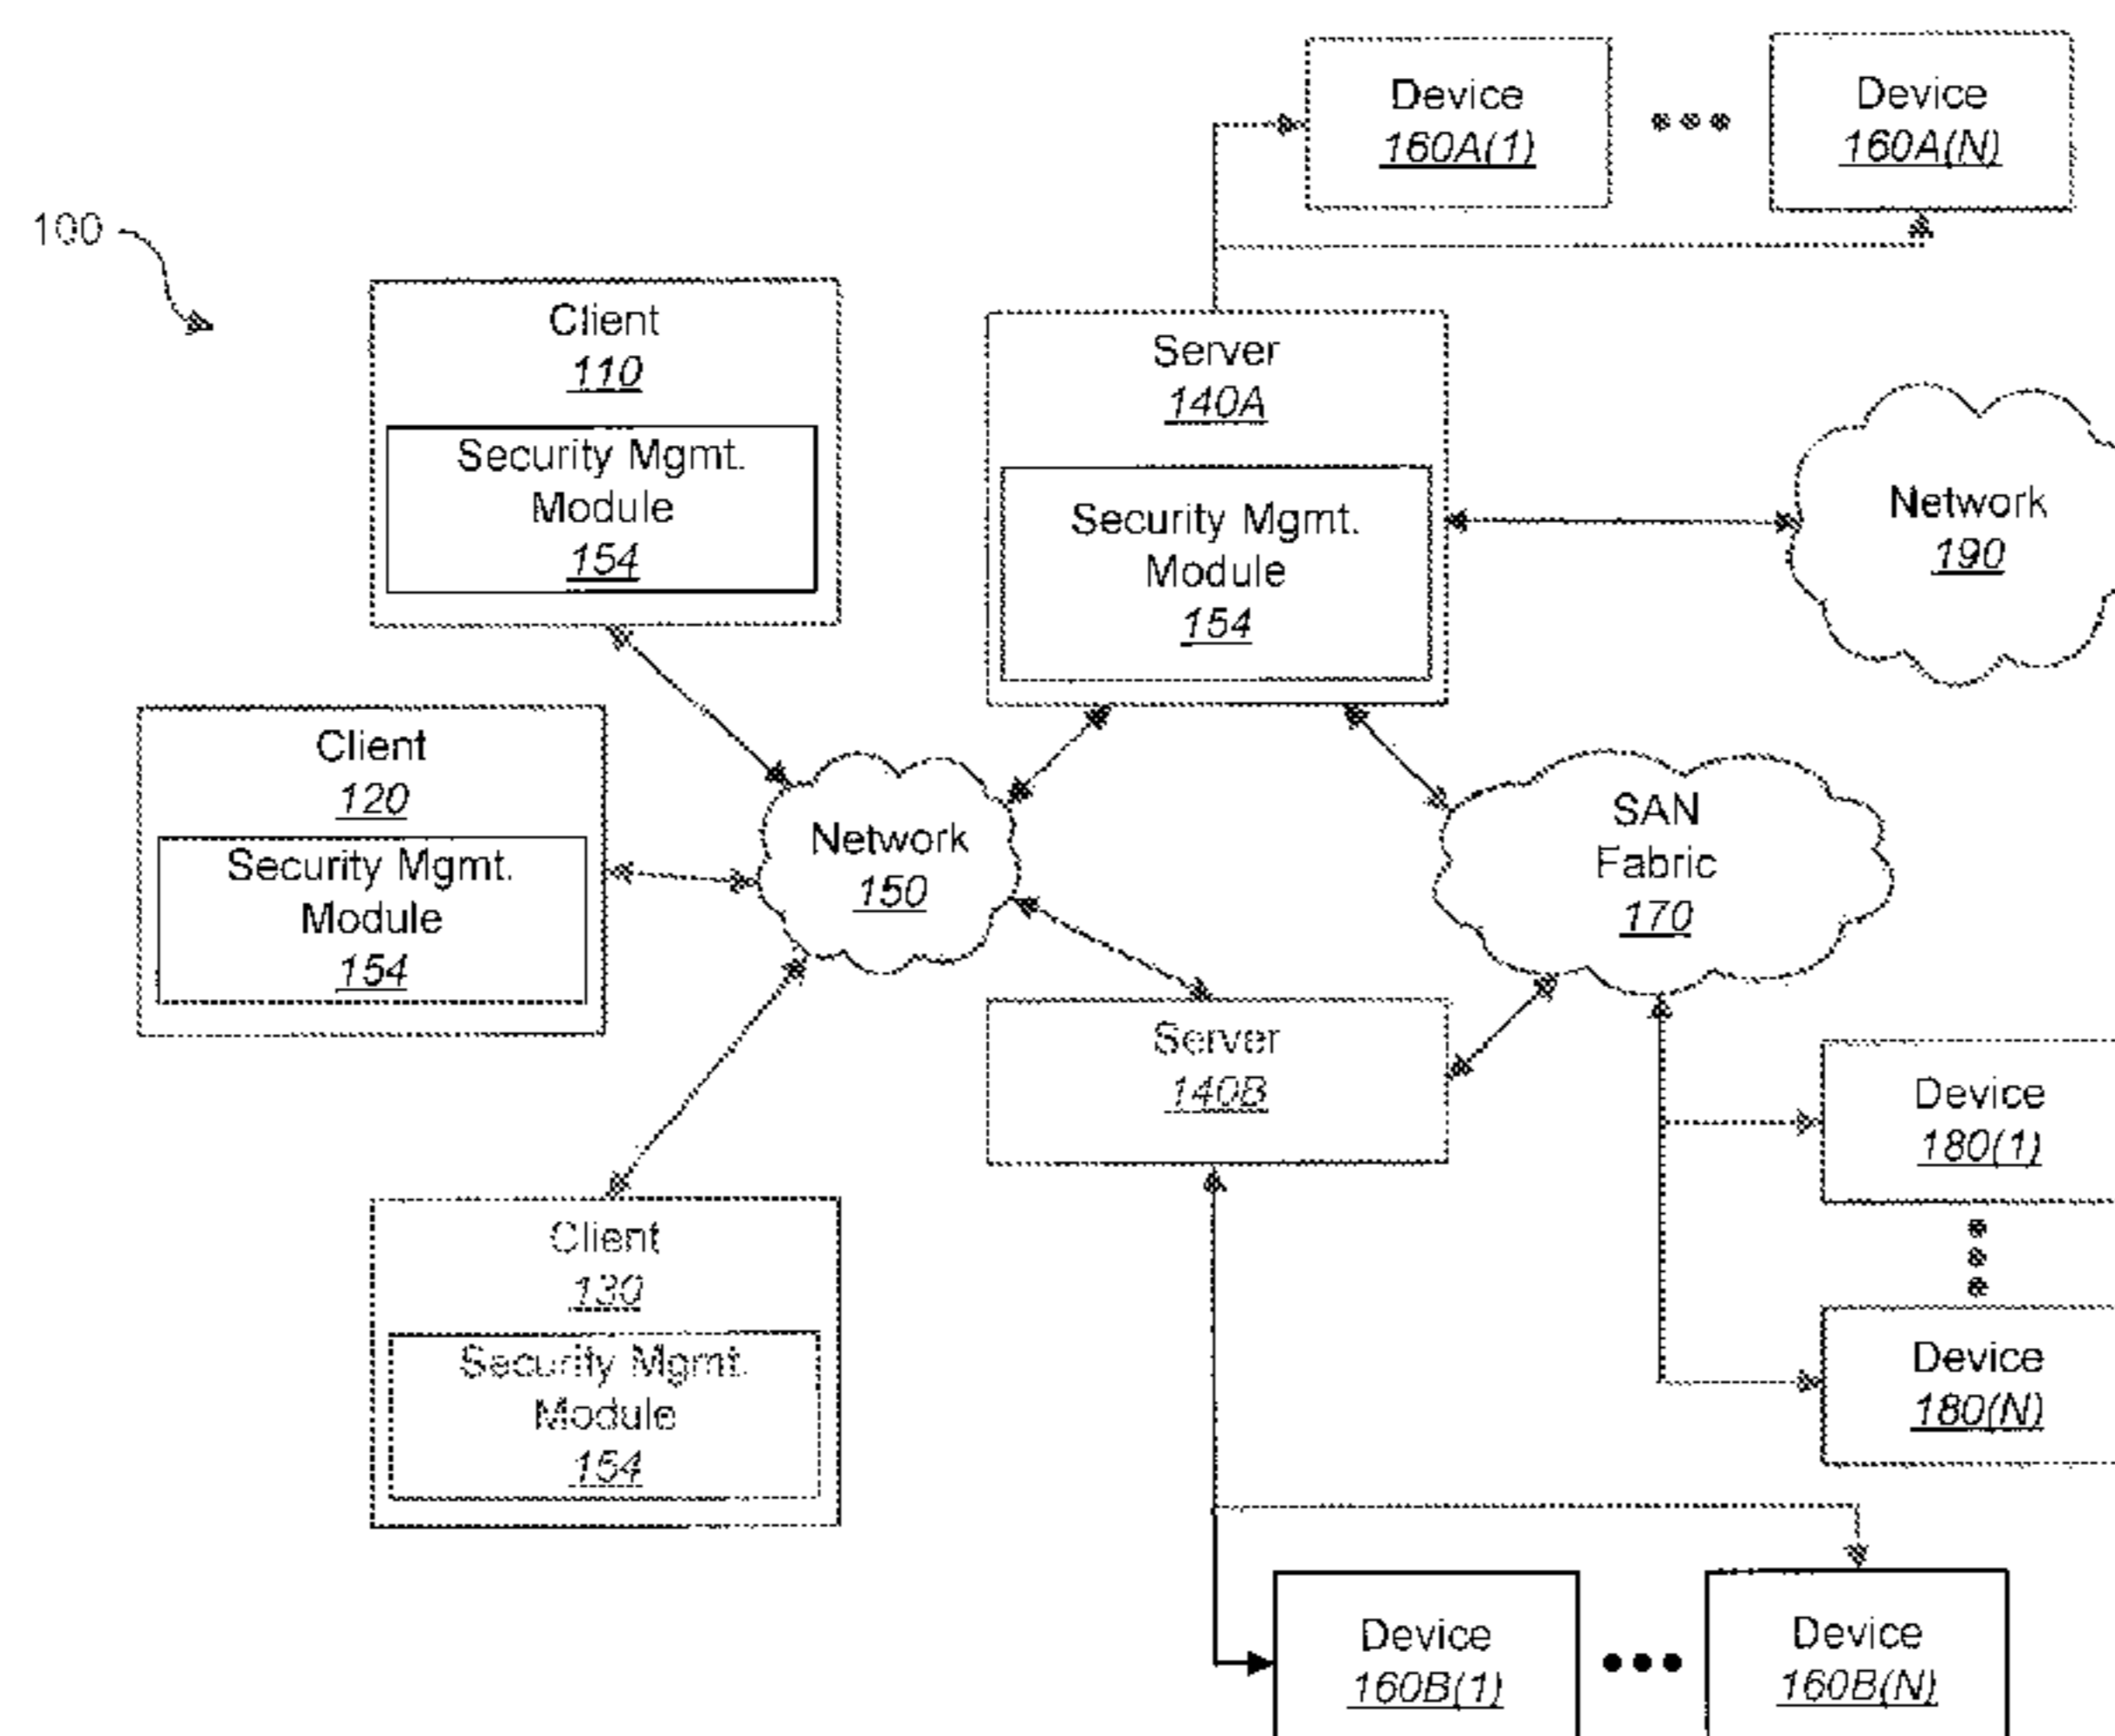 Device
160A(1)
Device
160A(N)
100
Client
110
Security Mgmt.
Module
154
Server
140A
Security Mgmt.
Module
154
Network
190
Client
120
Security Mgmt.
Module
154
Network
150
SAN
Fabric
170
Server
140B
Device
180(1)
Client
130
Security Mgmt.
Module
154
Device
180(N)
Device
160B(1)
Device
160B(N)